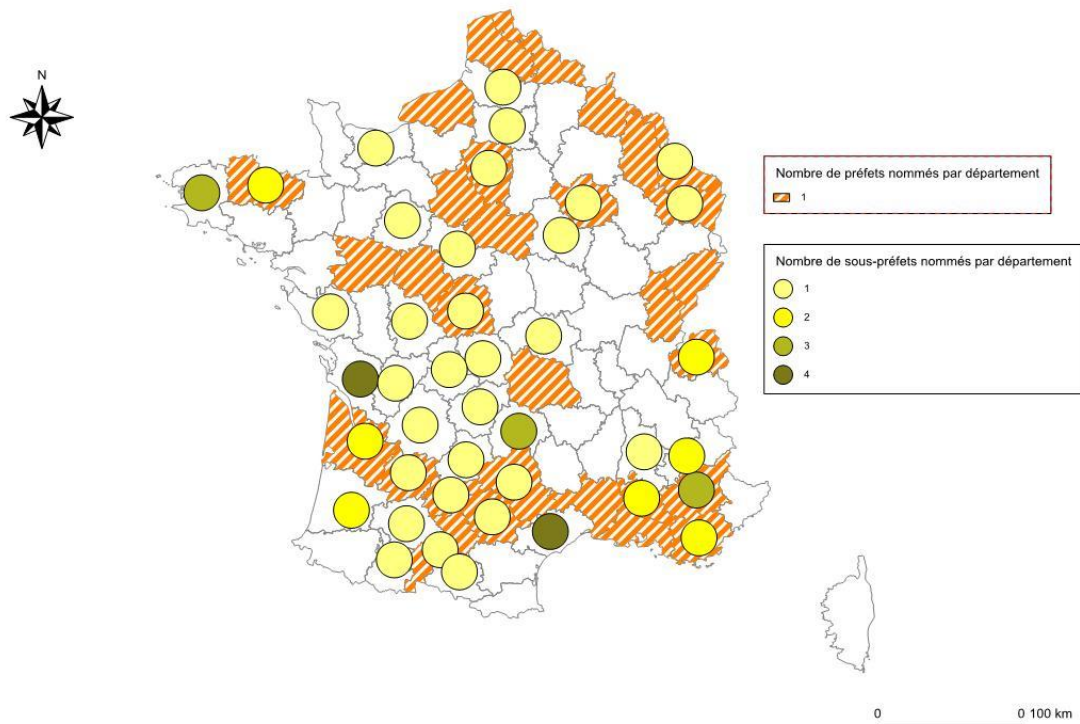 N
Nombre de préfets nommés par département
1
Nombre de sous-préfets nommés par département
1
2
3
4
0 0 100 km